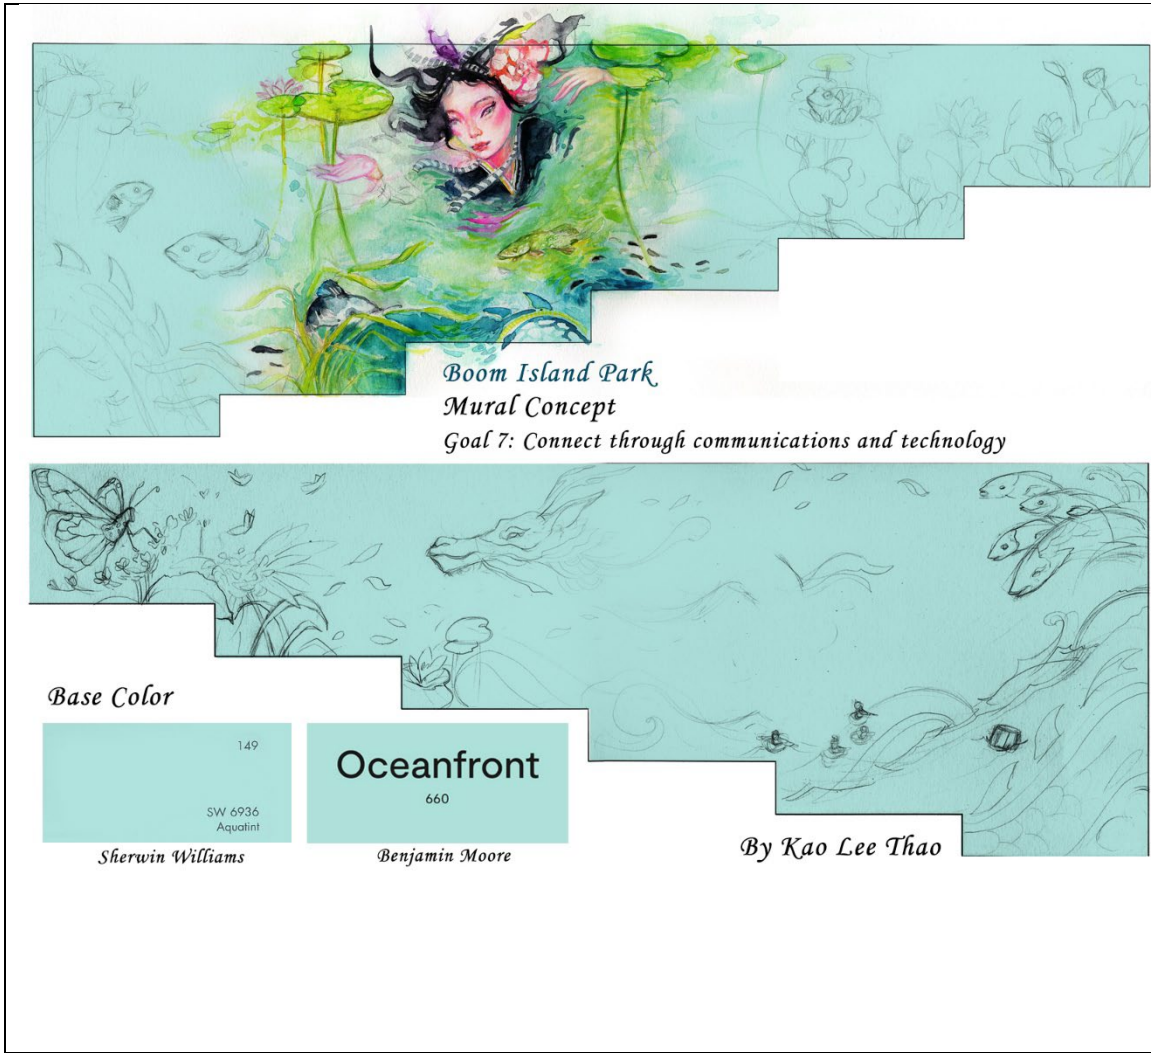 Boom Island Park
Mural Concept
Goal 7: Connect through communications and technology
Base Color
149
SW 6936
Aquatint
Sherwin Williams
Oceanfront
660
Benjamin Moore
By Kao Lee Thao